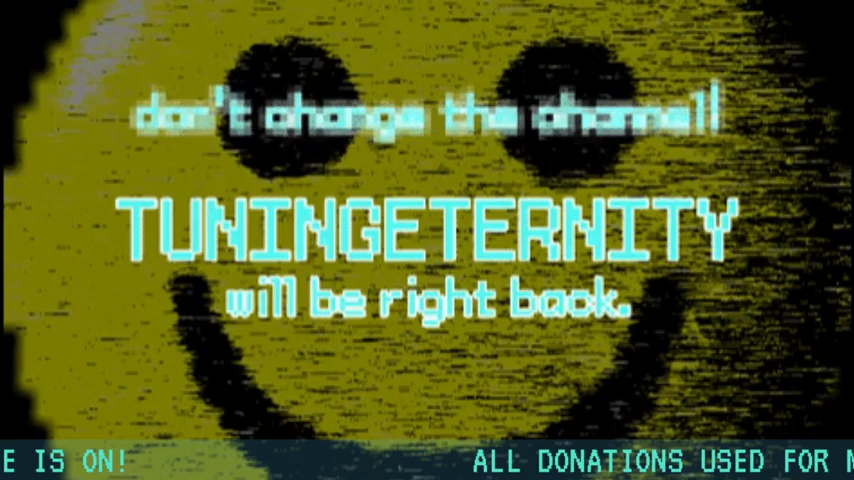 don't change the channel!
TUNINGETERNITY
will be right back.
E IS ON! ALL DONATIONS USED FOR